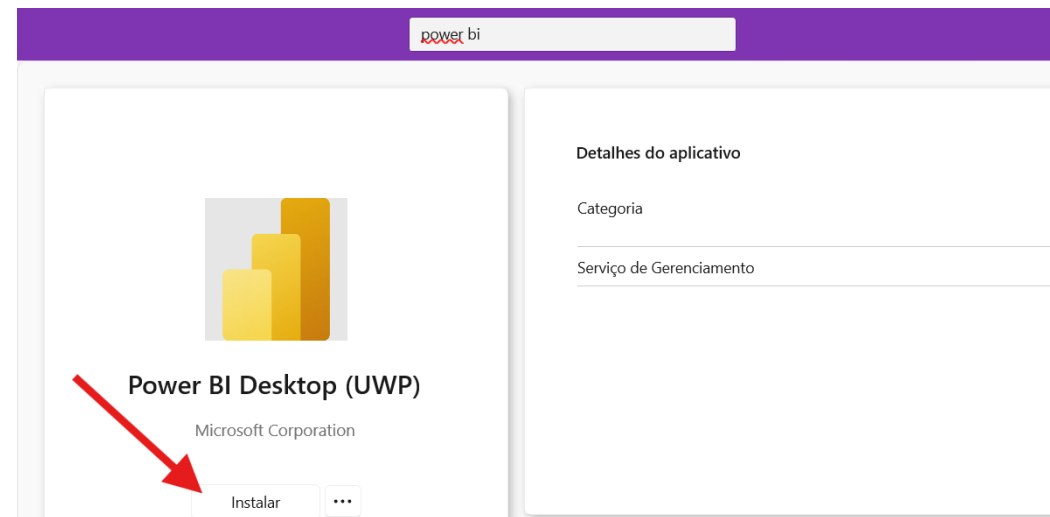 power bi
Detalhes do aplicativo
Categoria
Serviço de Gerenciamento
Power BI Desktop (UWP)
Microsoft Corporation
Instalar